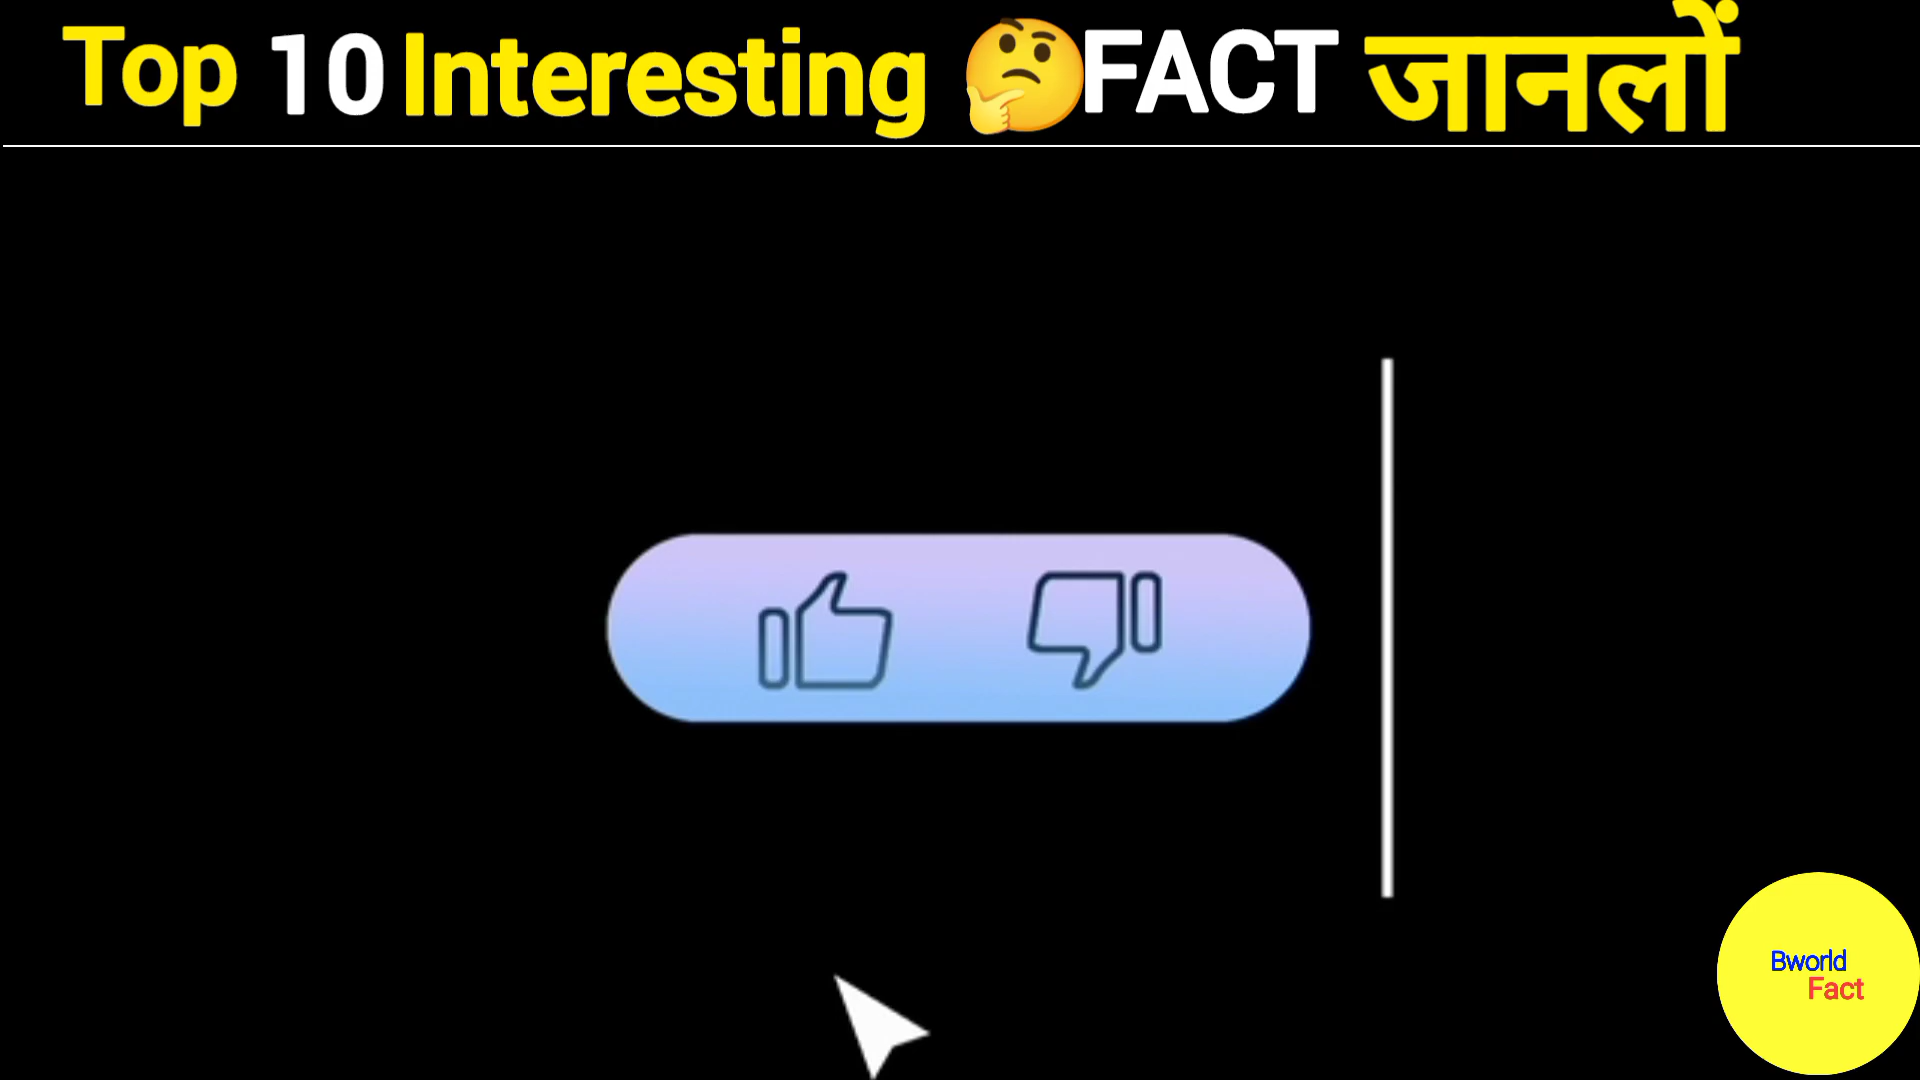 Top 10 Interesting 🤔FACT जानलों
Bworld
Fact